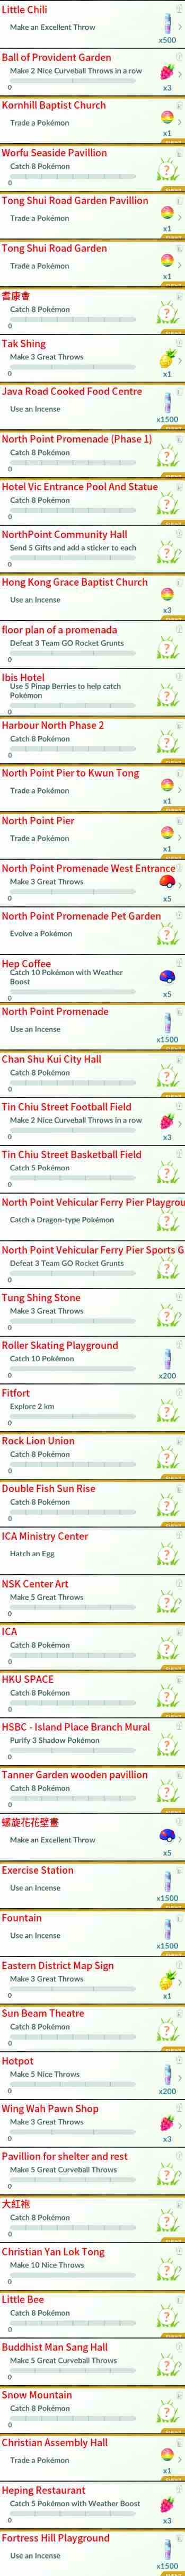 Little Chili
Make an Excellent Throw
x500
Ball of Provident Garden
Make 2 Nice Curveball Throws in a row
0
x3
Kornhill Baptist Church
Trade a Pokémon
x1
Worfu Seaside Pavillion
Catch 8 Pokémon
0
Tong Shui Road Garden Pavillion
Trade a Pokémon
x1
Tong Shui Road Garden
Trade a Pokémon
x1
耆康會
Catch 8 Pokémon
0
Tak Shing
Make 3 Great Throws
0
x1
Java Road Cooked Food Centre
Use an Incense
x1500
North Point Promenade (Phase 1)
Catch 8 Pokémon
0
Hotel Vic Entrance Pool And Statue
Catch 8 Pokémon
0
NorthPoint Community Hall
Send 5 Gifts and add a sticker to each
0
Hong Kong Grace Baptist Church
Use an Incense
x3
floor plan of a promenada
Defeat 3 Team GO Rocket Grunts
0
Ibis Hotel
Use 5 Pinap Berries to help catch
Pokémon
0
Harbour North Phase 2
Catch 8 Pokémon
0
North Point Pier to Kwun Tong
Trade a Pokémon
x1
North Point Pier
Trade a Pokémon
x1
North Point Promenade West Entrance
Make 3 Great Throws
0
x5
North Point Promenade Pet Garden
Evolve a Pokémon
Hep Coffee
Catch 10 Pokémon with Weather
Boost
0
x5
North Point Promenade
Use an Incense
x1500
Chan Shu Kui City Hall
Catch 8 Pokémon
0
Tin Chiu Street Football Field
Make 2 Nice Curveball Throws in a row
0
x3
Tin Chiu Street Basketball Field
Catch 5 Pokémon
0
North Point Vehicular Ferry Pier Playgrou
Catch a Dragon-type Pokémon
North Point Vehicular Ferry Pier Sports G
Defeat 3 Team GO Rocket Grunts
0
Tung Shing Stone
Make 3 Great Throws
0
Roller Skating Playground
Catch 10 Pokémon
0
x200
Fitfort
Explore 2 km
0
Rock Lion Union
Catch 8 Pokémon
0
Double Fish Sun Rise
Catch 8 Pokémon
0
ICA Ministry Center
Hatch an Egg
NSK Center Art
Make 5 Great Throws
0
ICA
Catch 8 Pokémon
0
HKU SPACE
Catch 8 Pokémon
0
HSBC - Island Place Branch Mural
Purify 3 Shadow Pokémon
0
Tanner Garden wooden pavillion
Catch 8 Pokémon
0
螺旋花花壁畫
Make an Excellent Throw
x5
Exercise Station
Use an Incense
x1500
Fountain
Use an Incense
x1500
Eastern District Map Sign
Make 3 Great Throws
0
x1
Sun Beam Theatre
Catch 8 Pokémon
0
Hotpot
Make 5 Nice Throws
0
x200
Wing Wah Pawn Shop
Make 3 Great Throws
0
x3
Pavillion for shelter and rest
Make 5 Great Curveball Throws
0
大紅袍
Catch 8 Pokémon
0
Christian Yan Lok Tong
Make 10 Nice Throws
0
Little Bee
Catch 8 Pokémon
0
Buddhist Man Sang Hall
Make 5 Great Curveball Throws
0
Snow Mountain
Catch 8 Pokémon
0
Christian Assembly Hall
Trade a Pokémon
x1
Heping Restaurant
Catch 5 Pokémon with Weather Boost
0
x3
Fortress Hill Playground
Use an Incense
x1500